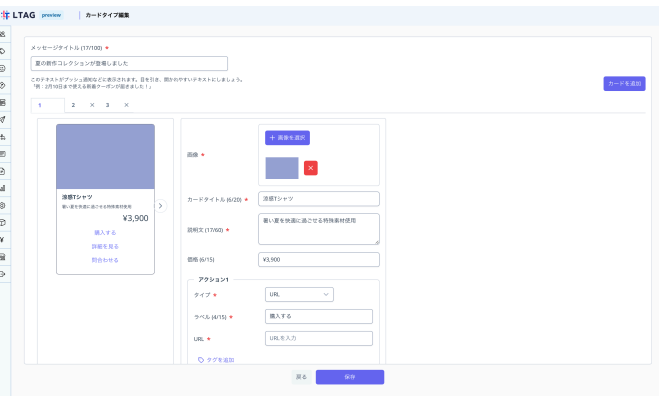 LTAG preview カードタイプ編集
メッセージタイトル (17/100) *
夏の新作コレクションが登場しました
このテキストがプッシュ通知などに表示されます。目を引き、開かれやすいテキストにしましょう。
「例：2月10日まで使える新着クーポンが届きました！」
カードを追加
1 2 × 3 ×
涼感Tシャツ
暑い夏を快適に過ごせる特殊素材使用
¥3,900
購入する
詳細を見る
問合わせる
画像 *
+ 画像を選択
×
カードタイトル (6/20) *
涼感Tシャツ
説明文 (17/60) *
暑い夏を快適に過ごせる特殊素材使用
価格 (6/15)
¥3,900
アクション1
タイプ *
URL
ラベル (4/15) *
購入する
URL *
URLを入力
タグを追加
戻る 保存